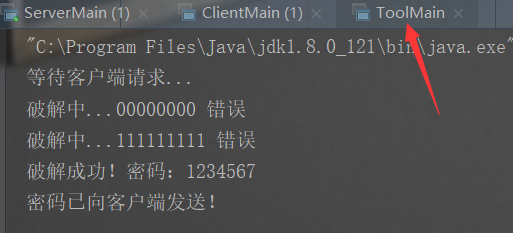 ServerMain (1) ClientMain (1) ToolMain
"C:\Program Files\Java\jdk1.8.0_121\bin\java.exe"
等待客户端请求...
破解中...00000000 错误
破解中...111111111 错误
破解成功！密码：1234567
密码已向客户端发送！